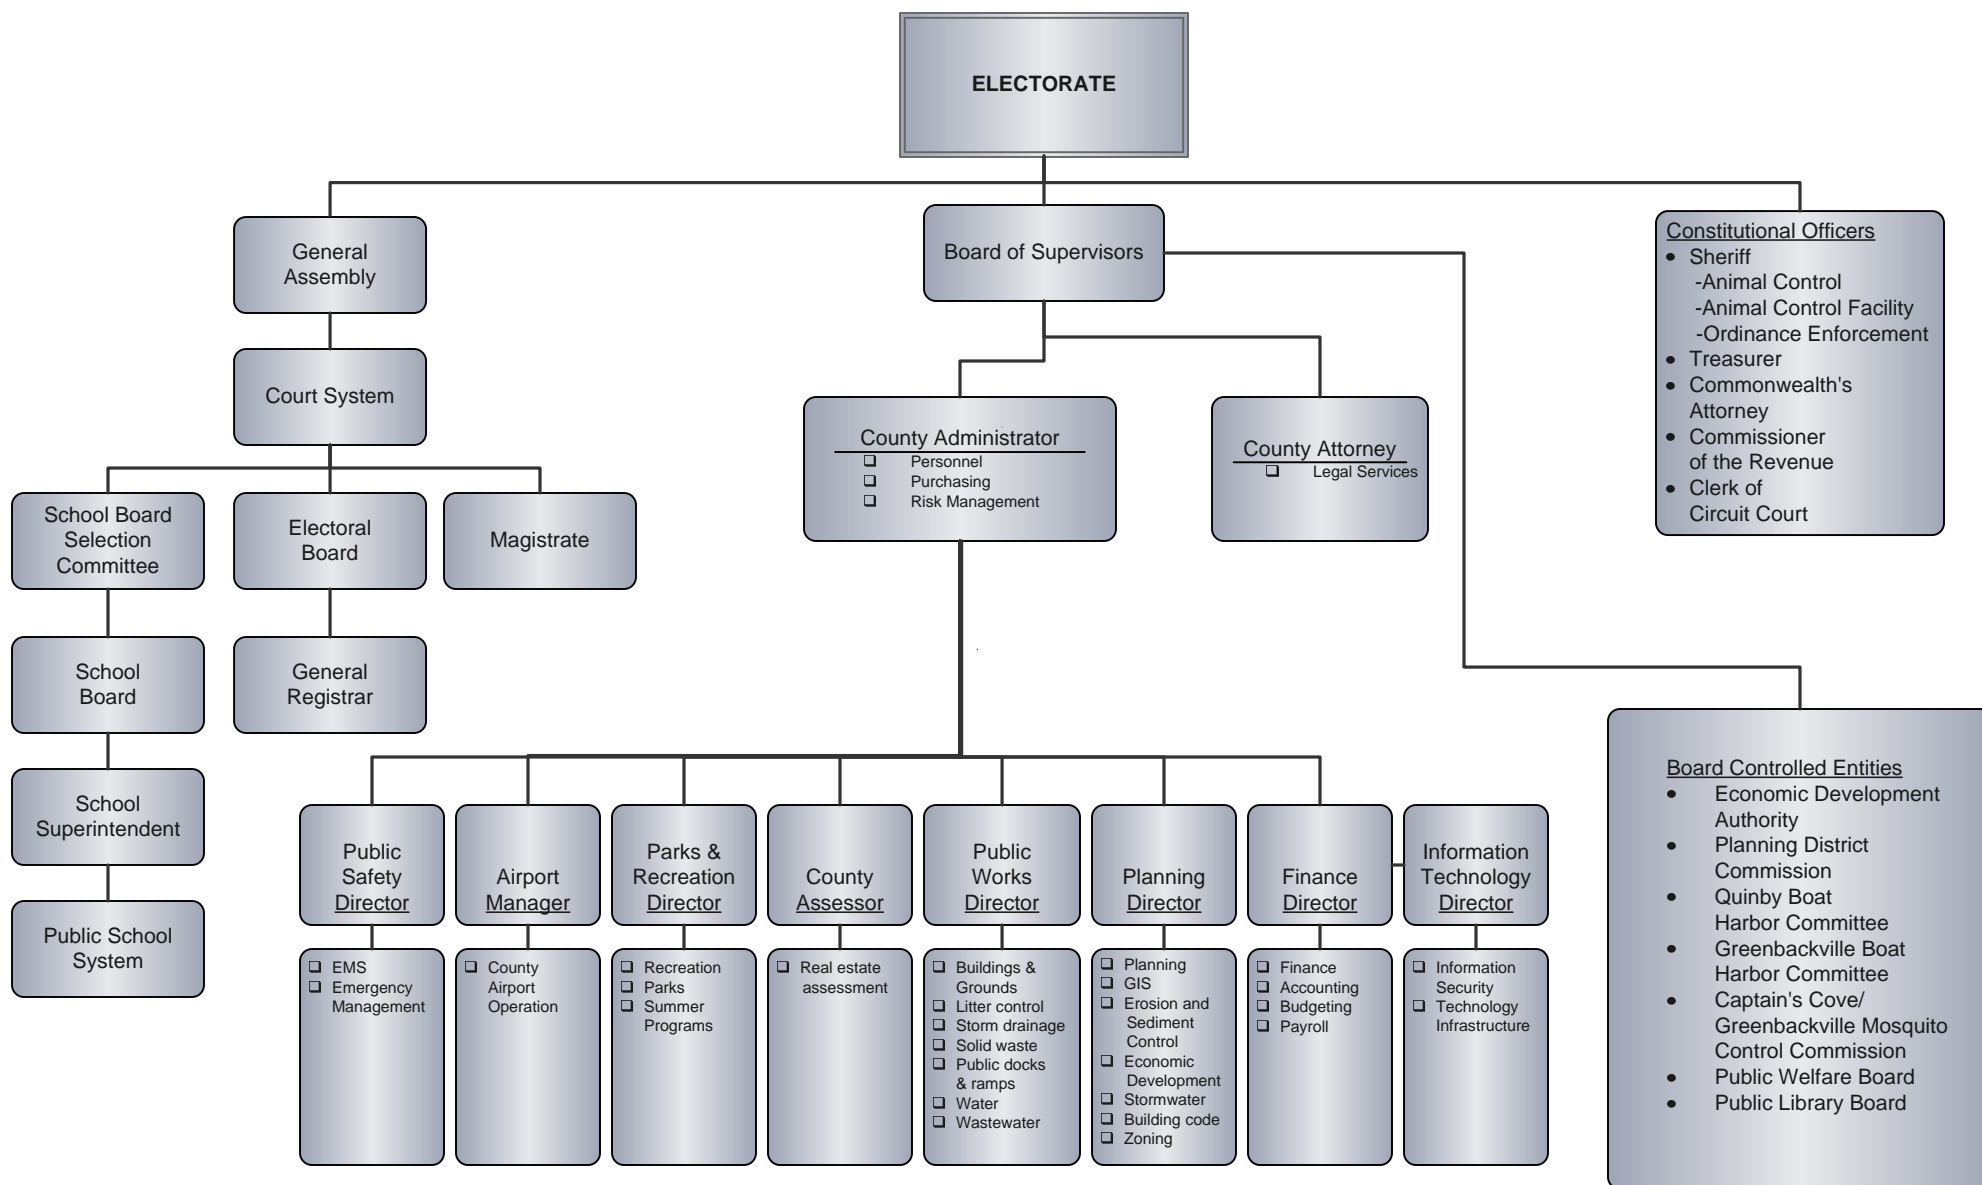 ELECTORATE
General
Assembly
Board of Supervisors
Constitutional Officers
• Sheriff
-Animal Control
-Animal Control Facility
-Ordinance Enforcement
• Treasurer
• Commonwealth's
Attorney
• Commissioner
of the Revenue
• Clerk of
Circuit Court
Court System
County Administrator
❑ Personnel
❑ Purchasing
❑ Risk Management
County Attorney
❑ Legal Services
School Board
Selection
Committee
Electoral
Board
Magistrate
School
Board
General
Registrar
School
Superintendent
Public School
System
Public
Safety
Director
❑ EMS
❑ Emergency
Management
Airport
Manager
❑ County
Airport
Operation
Parks &
Recreation
Director
❑ Recreation
❑ Parks
❑ Summer
Programs
County
Assessor
❑ Real estate
assessment
Public
Works
Director
❑ Buildings &
Grounds
❑ Litter control
❑ Storm drainage
❑ Solid waste
❑ Public docks
& ramps
❑ Water
❑ Wastewater
Planning
Director
❑ Planning
❑ GIS
❑ Erosion and
Sediment
Control
❑ Economic
Development
❑ Stormwater
❑ Building code
❑ Zoning
Finance
Director
❑ Finance
❑ Accounting
❑ Budgeting
❑ Payroll
Information
Technology
Director
❑ Information
Security
❑ Technology
Infrastructure
Board Controlled Entities
• Economic Development
Authority
• Planning District
Commission
• Quinby Boat
Harbor Committee
• Greenbackville Boat
Harbor Committee
• Captain's Cove/
Greenbackville Mosquito
Control Commission
• Public Welfare Board
• Public Library Board